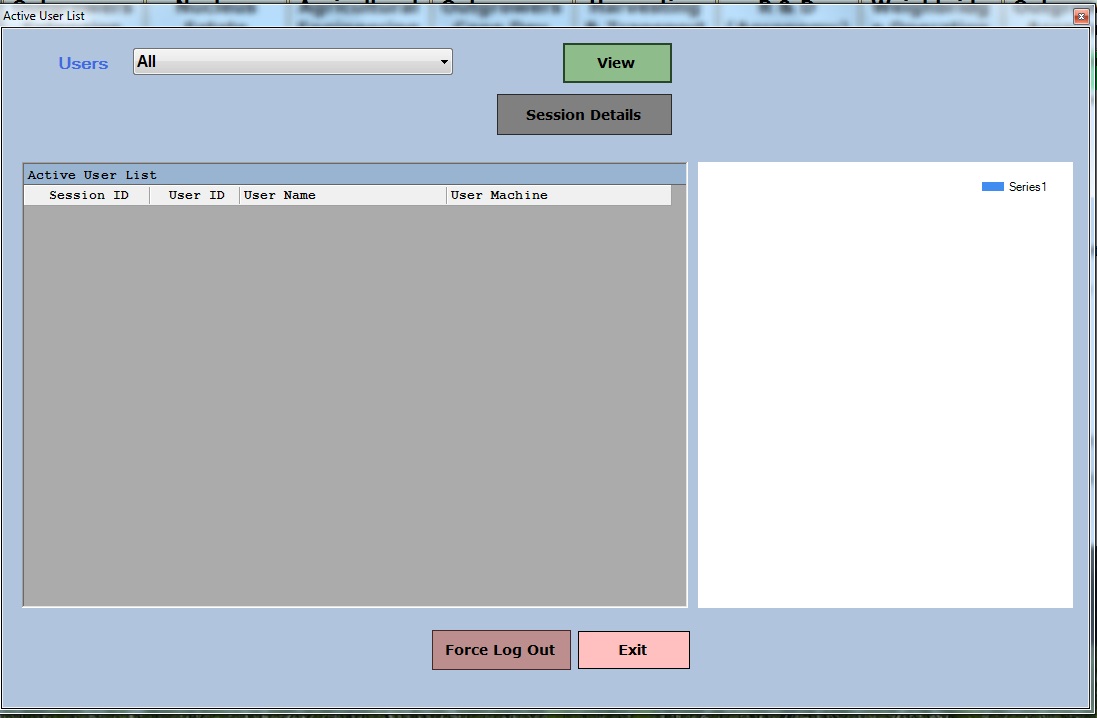 Active User List
Users
All
View
Session Details
Active User List
Session ID User ID User Name User Machine
Series1
Force Log Out Exit